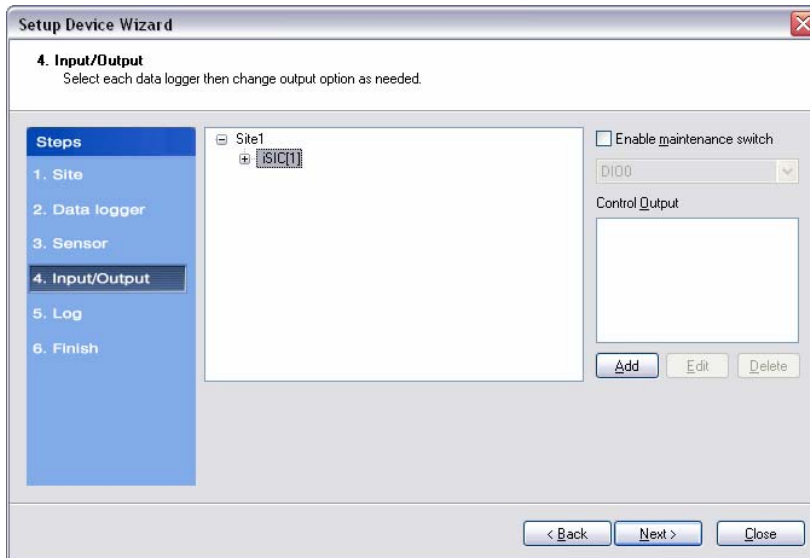 Setup Device Wizard
4. Input/Output
Select each data logger then change output option as needed.
Steps
1. Site
2. Data logger
3. Sensor
4. Input/Output
5. Log
6. Finish
Site1
iSIC[1]
Enable maintenance switch
DIO0
Control Output
Add
Edit
Delete
< Back
Next >
Close